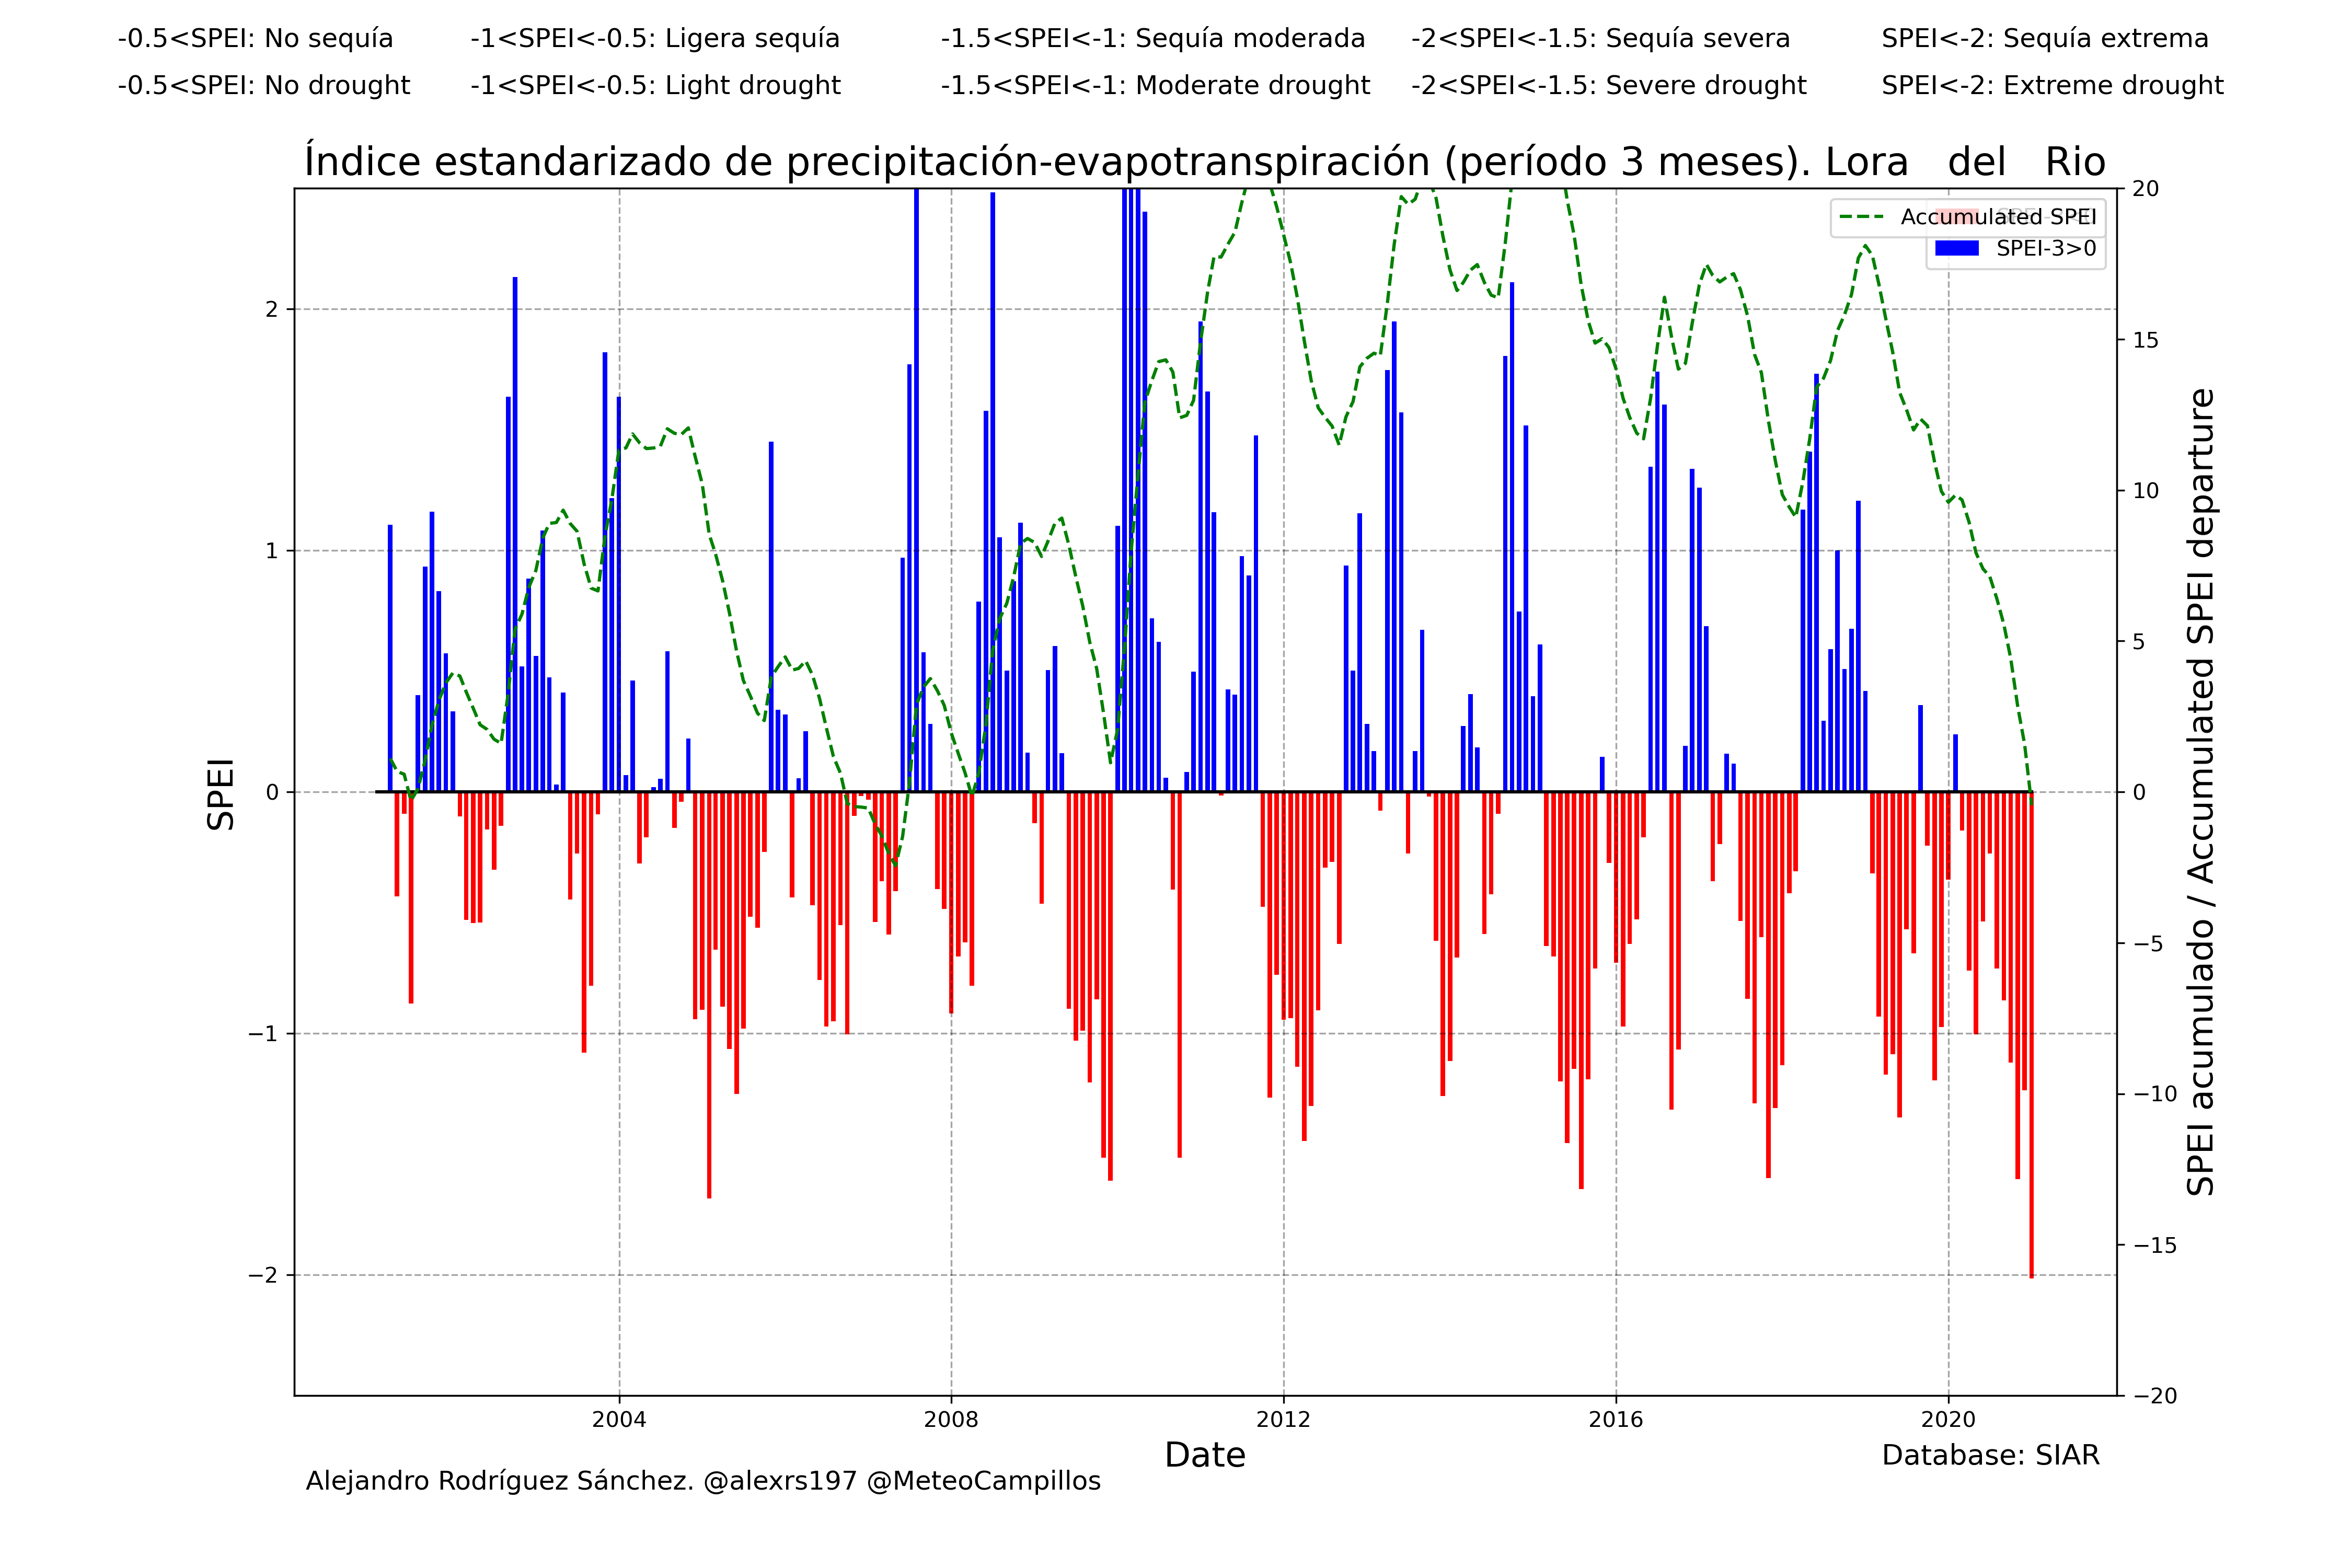 -0.5<SPEI: No sequía -1<SPEI<-0.5: Ligera sequía -1.5<SPEI<-1: Sequía moderada -2<SPEI<-1.5: Sequía severa SPEI<-2: Sequía extrema
-0.5<SPEI: No drought -1<SPEI<-0.5: Light drought -1.5<SPEI<-1: Moderate drought -2<SPEI<-1.5: Severe drought SPEI<-2: Extreme drought
Índice estandarizado de precipitación-evapotranspiración (período 3 meses). Lora del Rio
Accumulated SPEI
SPEI-3>0
SPEI
2
1
0
−1
−2
20
15
10
5
0
−5
−10
−15
−20
SPEI acumulado / Accumulated SPEI departure
2004 2008 2012 2016 2020
Date
Database: SIAR
Alejandro Rodríguez Sánchez. @alexrs197 @MeteoCampillos